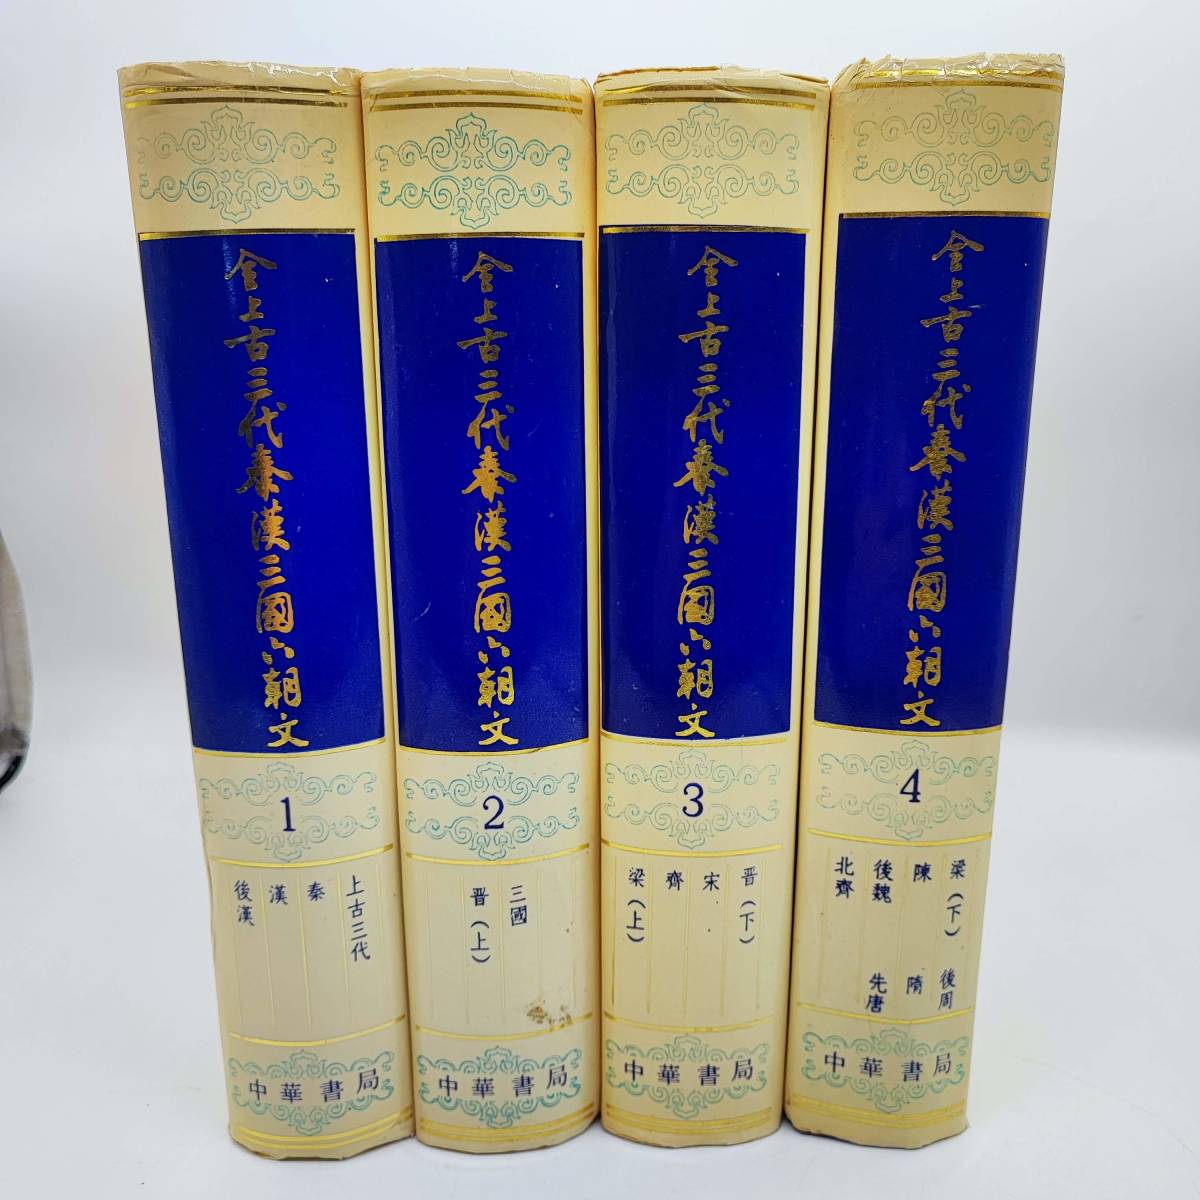 全上古三代秦漢三國六朝文
1
上古三代
秦
漢
後漢
中華書局
全上古三代秦漢三國六朝文
2
三國
晋(上)
中華書局
全上古三代秦漢三國六朝文
3
晋(下)
宋
齊
梁(上)
中華書局
全上古三代秦漢三國六朝文
4
梁(下)
陳
後魏
北齊
後周
隋
先唐
中華書局